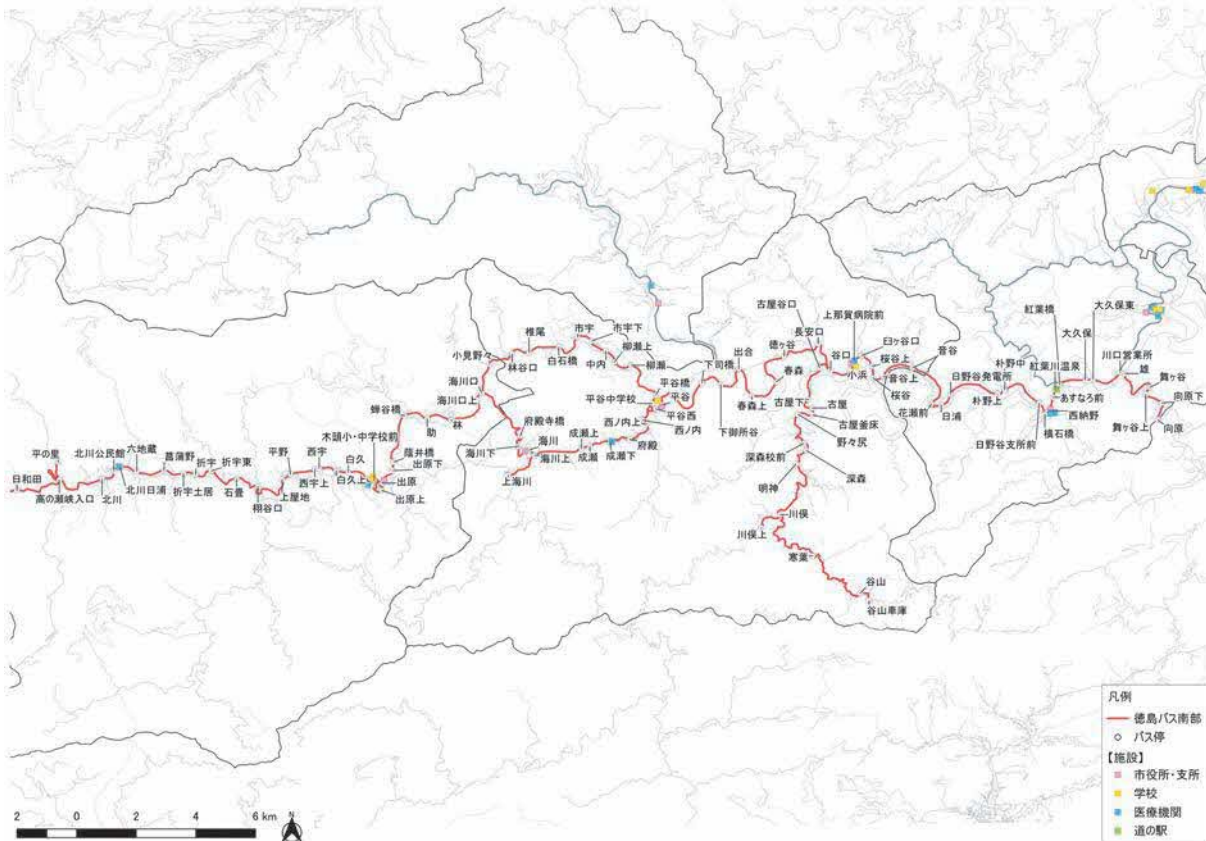 平の里
日和田
高の瀬峡入口
北川公民館
北川
六地蔵
北川日浦
菖蒲野
折宇土居
折宇
折宇東
石畳
栩谷口
平野
上屋地
西宇
西宇上
白久
白久上
木頭小・中学校前
出原上
出原
出原下
蔭井橋
蝉谷橋
助
林
海川口上
海川口
小見野々
林谷口
椎尾
白石橋
市宇
中内
市宇下
柳瀬上
柳瀬
平谷中学校
平谷橋
平谷
平谷西
西ノ内上
西ノ内
府殿
成瀬下
成瀬
成瀬上
海川上
海川
海川下
上海川
府殿寺橋
下司橋
下御所谷
出合
春森上
春森
徳ヶ谷
古屋谷口
長安口
谷口
上那賀病院前
小浜
臼ヶ谷口
桜谷上
桜谷
音谷上
音谷
花瀬前
日浦
古屋下
古屋
古屋釜床
野々尻
深森校前
深森
明神
川俣
川俣上
寒葉
谷山
谷山車庫
日野谷発電所
朴野上
朴野中
日野谷支所前
横石橋
西納野
あすなろ前
紅葉川温泉
紅葉橋
大久保
大久保東
川口営業所
雄
舞ヶ谷
舞ヶ谷上
向原下
向原
凡例
徳島バス南部
バス停
【施設】
市役所・支所
学校
医療機関
道の駅
2 0 2 4 6 km
N